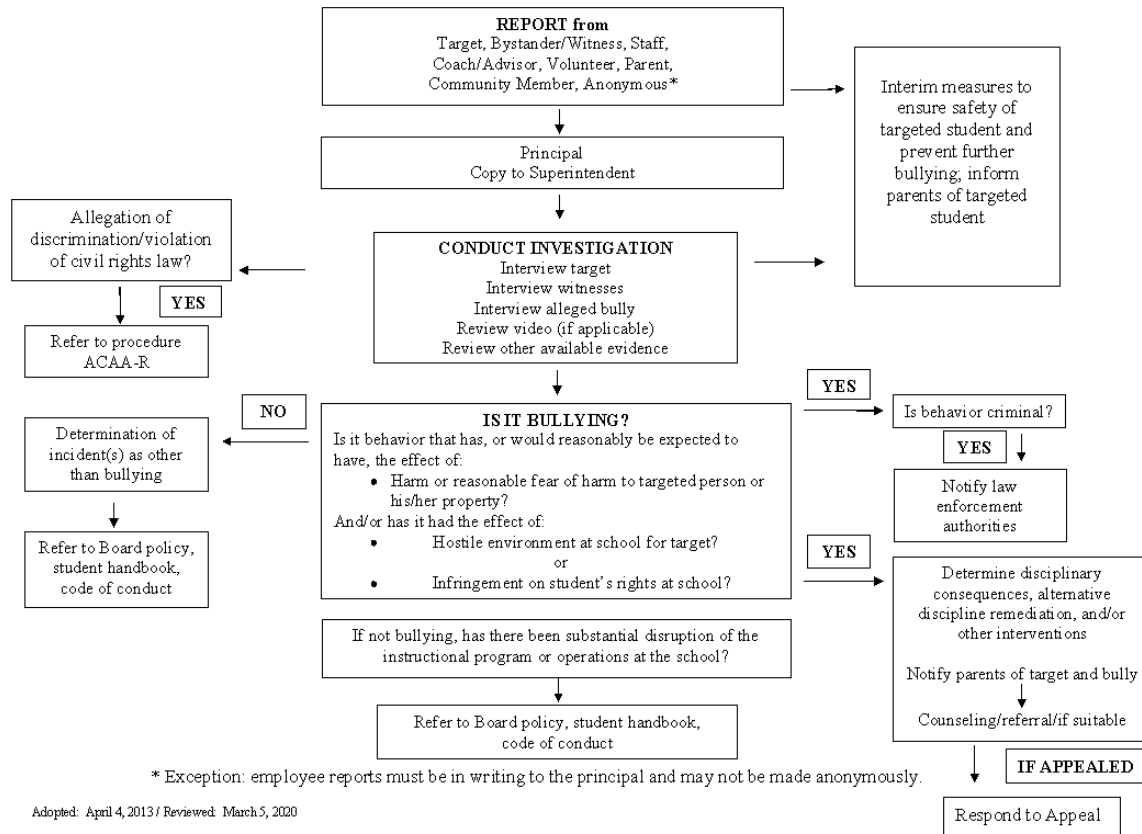 REPORT from
Target, Bystander/Witness, Staff,
Coach/Advisor, Volunteer, Parent,
Community Member, Anonymous*
Interim measures to
ensure safety of
targeted student and
prevent further
bullying; inform
parents of targeted
student
Principal
Copy to Superintendent
Allegation of
discrimination/violation
of civil rights law?
YES
Refer to procedure
ACAA-R
CONDUCT INVESTIGATION
Interview target
Interview witnesses
Interview alleged bully
Review video (if applicable)
Review other available evidence
NO
Determination of
incident(s) as other
than bullying
Refer to Board policy,
student handbook,
code of conduct
IS IT BULLYING?
Is it behavior that has, or would reasonably be expected to
have, the effect of:
• Harm or reasonable fear of harm to targeted person or
his/her property?
And/or has it had the effect of:
• Hostile environment at school for target?
or
• Infringement on student's rights at school?
YES
Is behavior criminal?
YES
Notify law
enforcement
authorities
YES
Determine disciplinary
consequences, alternative
discipline remediation, and/or
other interventions
Notify parents of target and bully
Counseling/referral/if suitable
If not bullying, has there been substantial disruption of the
instructional program or operations at the school?
Refer to Board policy, student handbook,
code of conduct
IF APPEALED
Respond to Appeal
* Exception: employee reports must be in writing to the principal and may not be made anonymously.
Adopted: April 4, 2013 / Reviewed: March 5, 2020